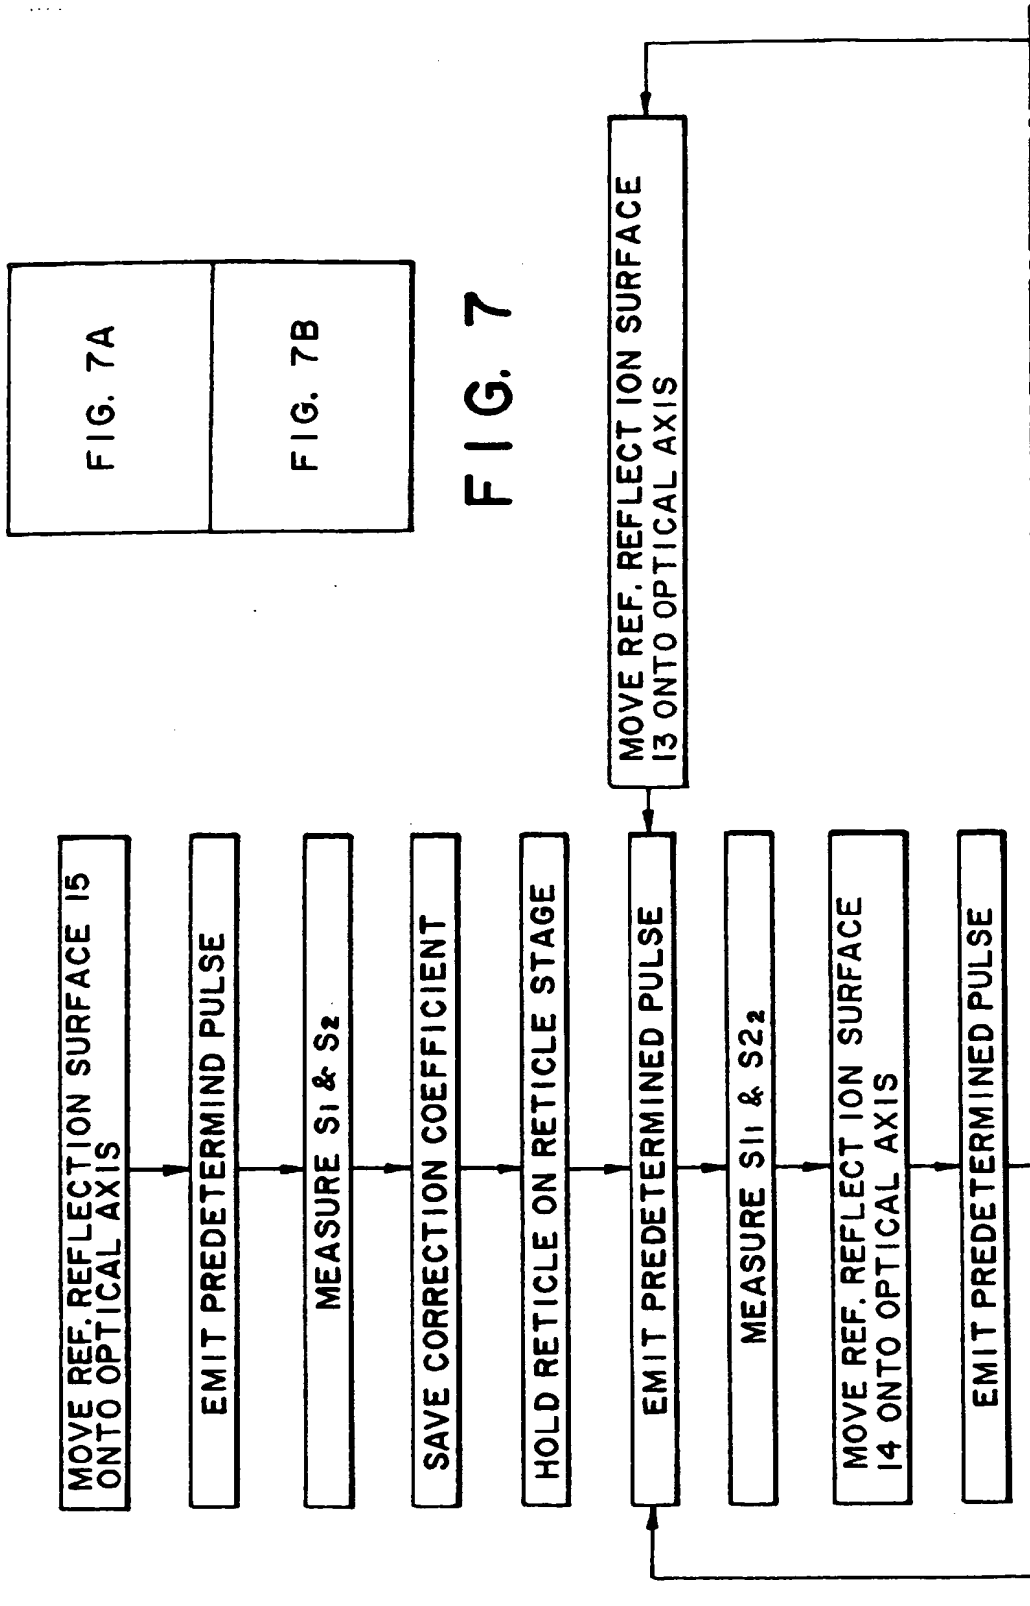 FIG. 7A
FIG. 7B
FIG. 7
MOVE REF. REFLECTION SURFACE 15
ONTO OPTICAL AXIS
EMIT PREDETERMIND PULSE
MEASURE S1 & S2
SAVE CORRECTION COEFFICIENT
HOLD RETICLE ON RETICLE STAGE
EMIT PREDETERMINED PULSE
MOVE REF. REFLECT ION SURFACE
13 ONTO OPTICAL AXIS
MEASURE S11 & S22
MOVE REF. REFLECT ION SURFACE
14 ONTO OPTICAL AXIS
EMIT PREDETERMINED PULSE